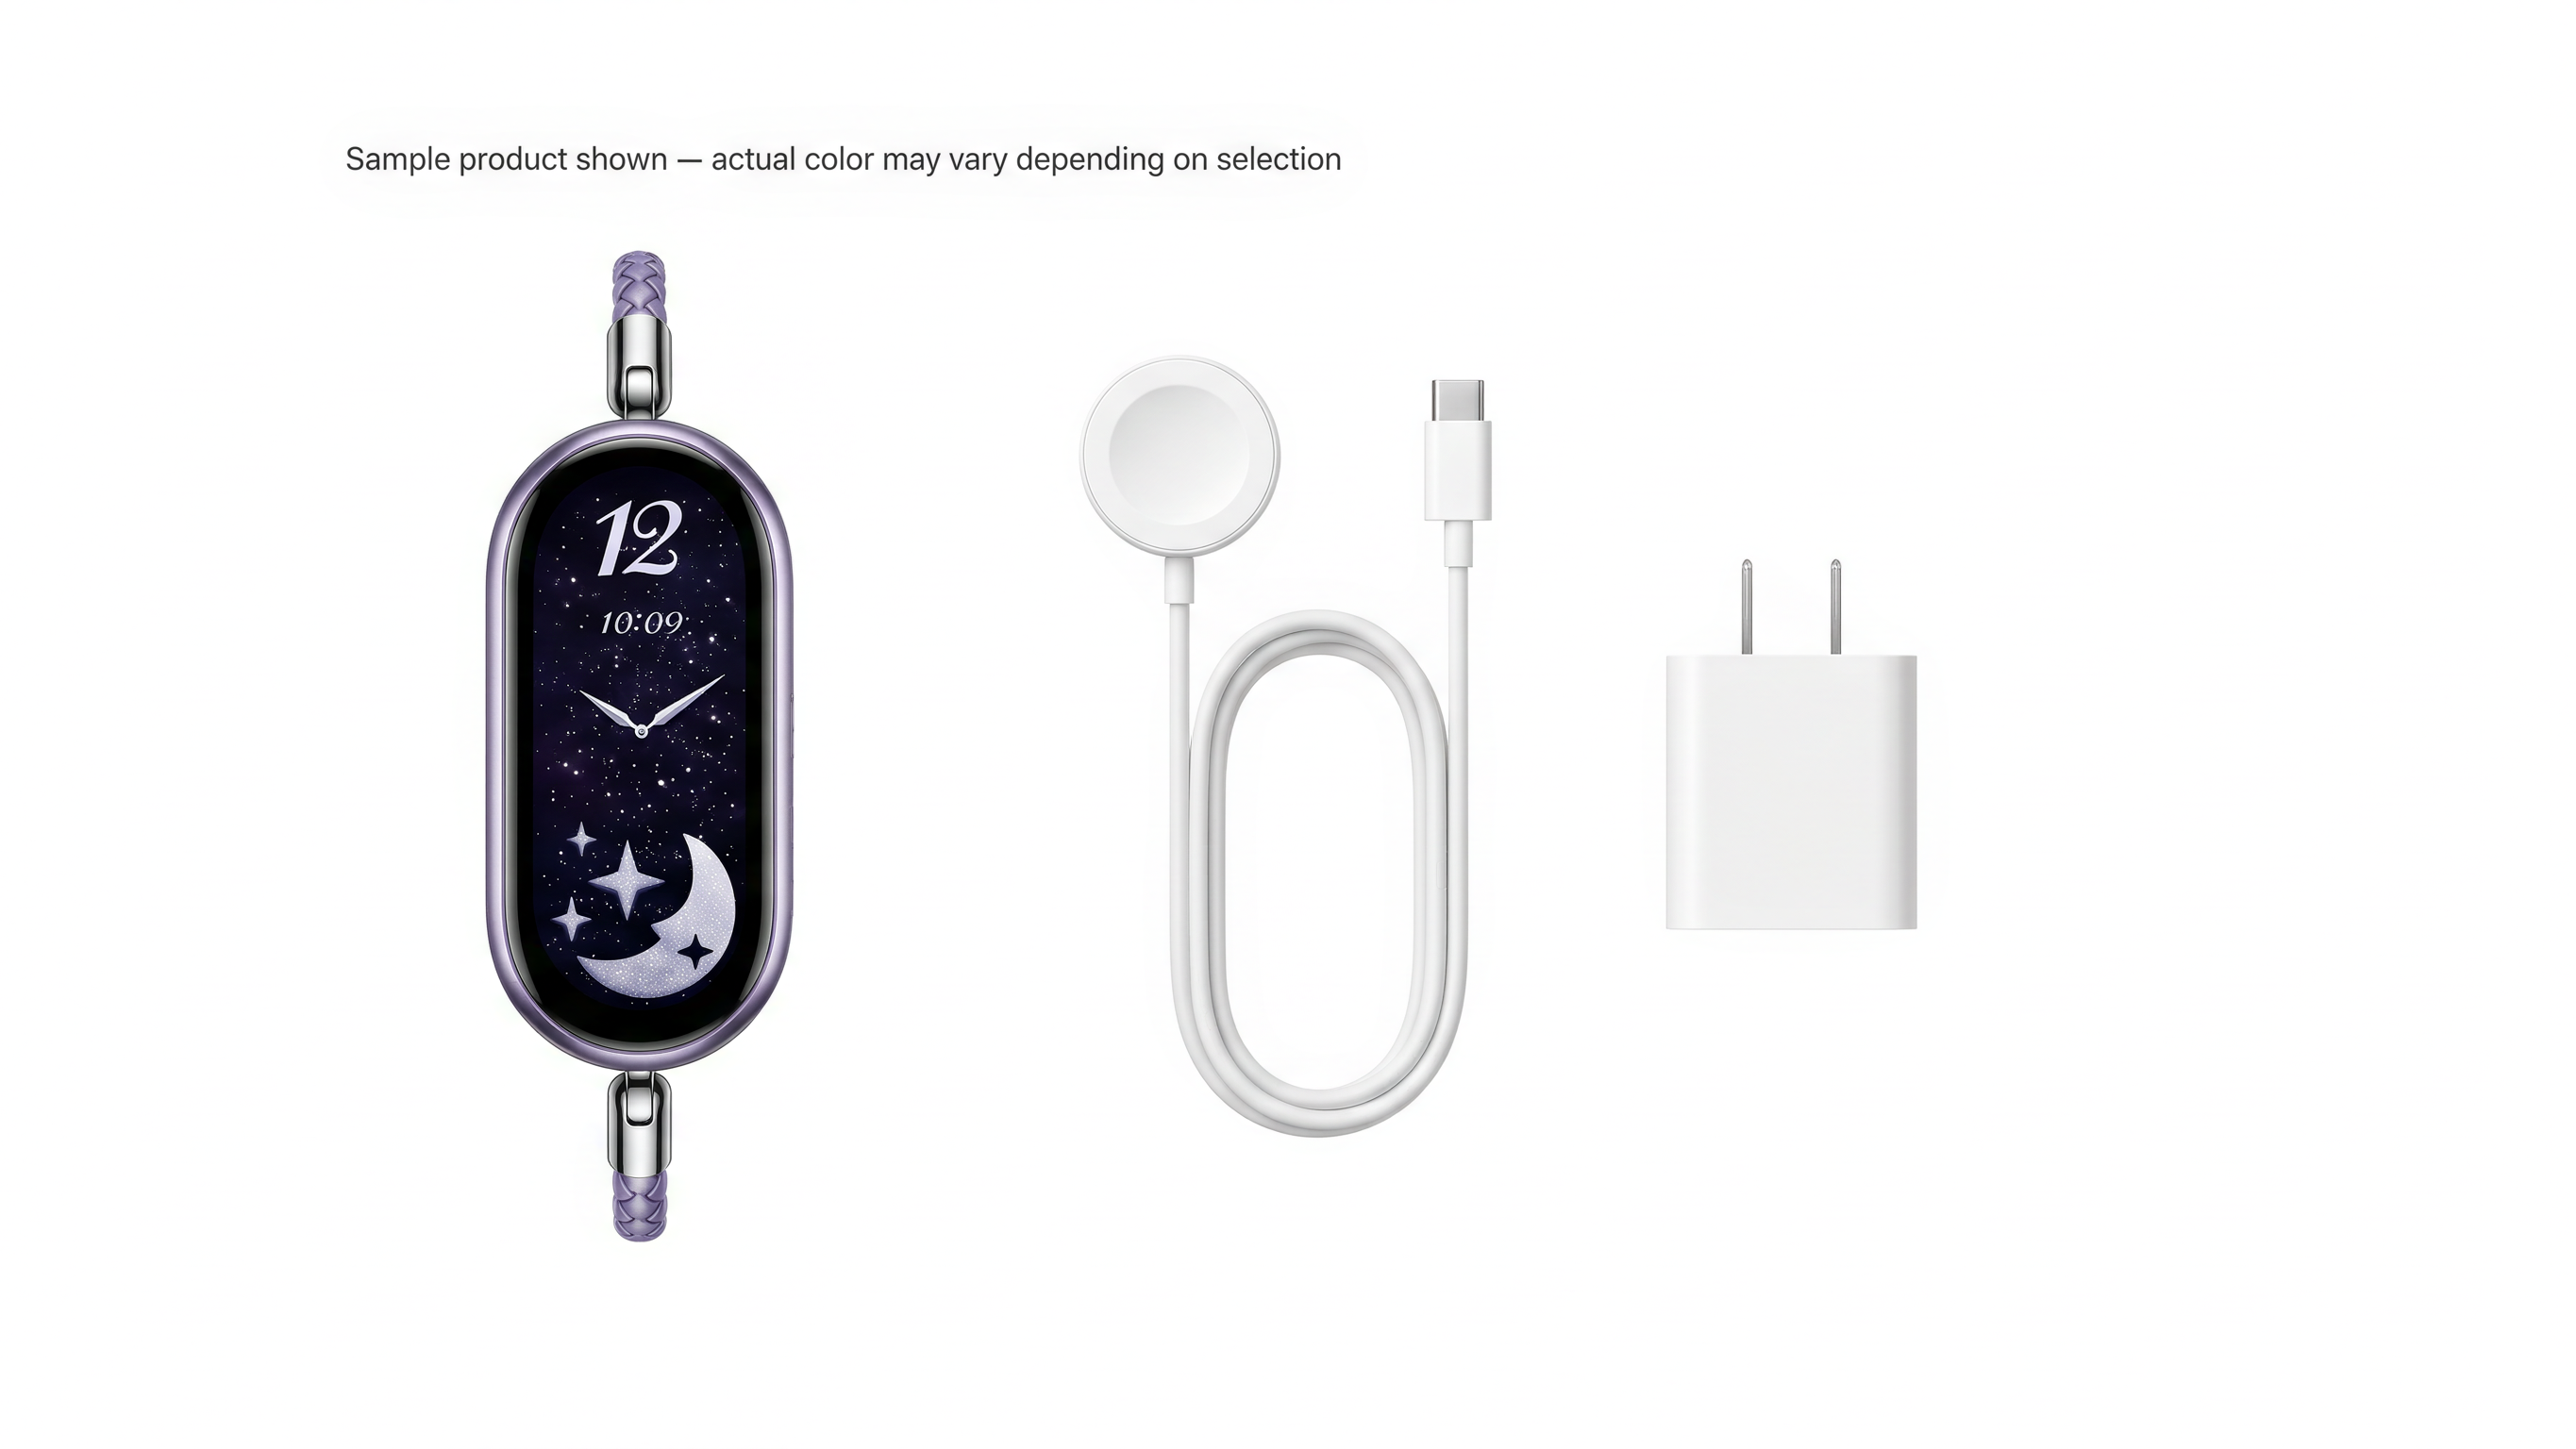 Sample product shown — actual color may vary depending on selection
12
10:09